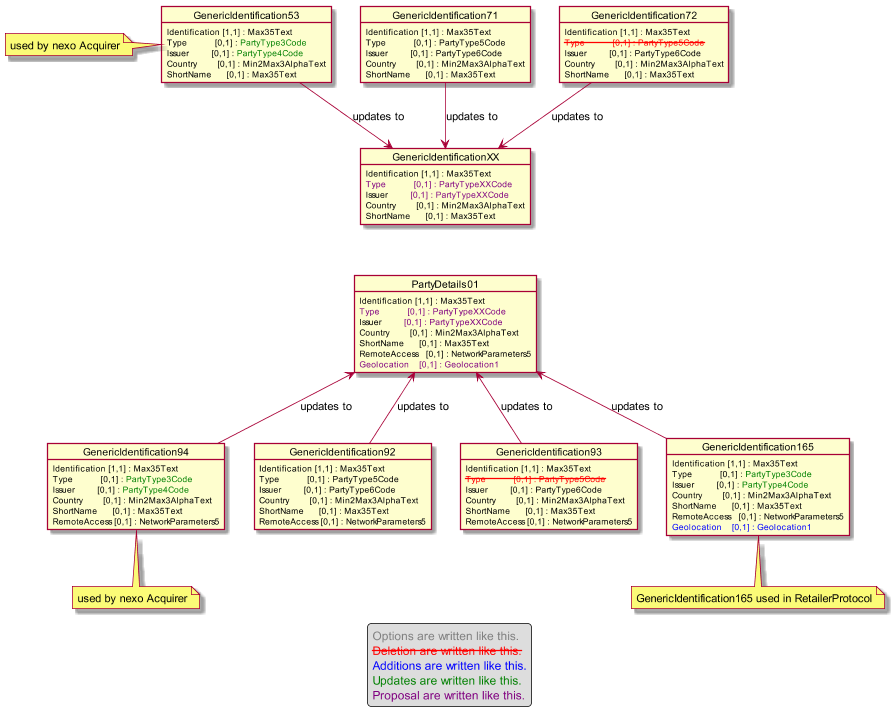 GenericIdentification53
Identification [1,1] : Max35Text
Type [0,1] : PartyType3Code
Issuer [0,1] : PartyType4Code
Country [0,1] : Min2Max3AlphaText
ShortName [0,1] : Max35Text
used by nexo Acquirer
GenericIdentification71
Identification [1,1] : Max35Text
Type [0,1] : PartyType5Code
Issuer [0,1] : PartyType6Code
Country [0,1] : Min2Max3AlphaText
ShortName [0,1] : Max35Text
GenericIdentification72
Identification [1,1] : Max35Text
Type [0,1] : PartyType5Code
Issuer [0,1] : PartyType6Code
Country [0,1] : Min2Max3AlphaText
ShortName [0,1] : Max35Text
updates to
updates to
updates to
GenericIdentificationXX
Identification [1,1] : Max35Text
Type [0,1] : PartyTypeXXCode
Issuer [0,1] : PartyTypeXXCode
Country [0,1] : Min2Max3AlphaText
ShortName [0,1] : Max35Text
PartyDetails01
Identification [1,1] : Max35Text
Type [0,1] : PartyTypeXXCode
Issuer [0,1] : PartyTypeXXCode
Country [0,1] : Min2Max3AlphaText
ShortName [0,1] : Max35Text
RemoteAccess [0,1] : NetworkParameters5
Geolocation [0,1] : Geolocation1
updates to
updates to
updates to
updates to
GenericIdentification94
Identification [1,1] : Max35Text
Type [0,1] : PartyType3Code
Issuer [0,1] : PartyType4Code
Country [0,1] : Min2Max3AlphaText
ShortName [0,1] : Max35Text
RemoteAccess [0,1] : NetworkParameters5
GenericIdentification92
Identification [1,1] : Max35Text
Type [0,1] : PartyType5Code
Issuer [0,1] : PartyType6Code
Country [0,1] : Min2Max3AlphaText
ShortName [0,1] : Max35Text
RemoteAccess [0,1] : NetworkParameters5
GenericIdentification93
Identification [1,1] : Max35Text
Type [0,1] : PartyType5Code
Issuer [0,1] : PartyType6Code
Country [0,1] : Min2Max3AlphaText
ShortName [0,1] : Max35Text
RemoteAccess [0,1] : NetworkParameters5
GenericIdentification165
Identification [1,1] : Max35Text
Type [0,1] : PartyType3Code
Issuer [0,1] : PartyType4Code
Country [0,1] : Min2Max3AlphaText
ShortName [0,1] : Max35Text
RemoteAccess [0,1] : NetworkParameters5
Geolocation [0,1] : Geolocation1
used by nexo Acquirer
GenericIdentification165 used in RetailerProtocol
Options are written like this.
Deletion are written like this.
Additions are written like this.
Updates are written like this.
Proposal are written like this.